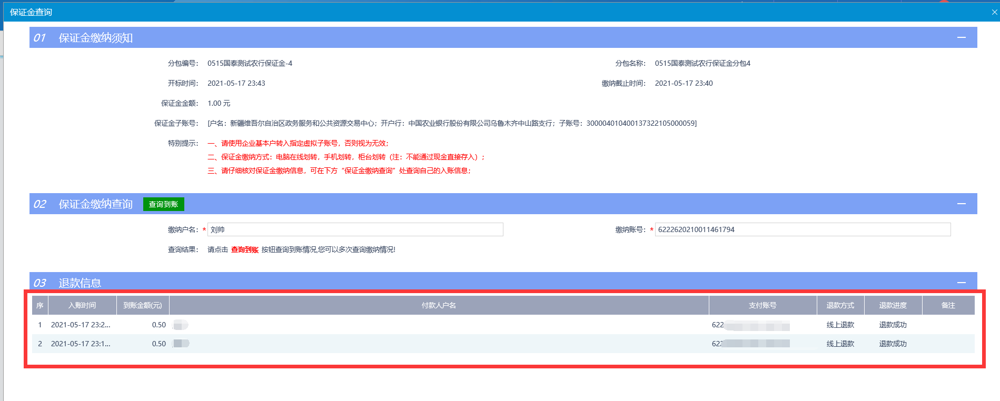 保证金查询
01 保证金缴纳须知
分包编号： 0515国泰测试农行保证金-4 分包名称： 0515国泰测试农行保证金分包4
开标时间： 2021-05-17 23:43 缴纳截止时间： 2021-05-17 23:40
保证金金额： 1.00 元
保证金子账号： [户名：新疆维吾尔自治区政务服务和公共资源交易中心；开户行：中国农业银行股份有限公司乌鲁木齐中山路支行；子账号：300004010400137322105000059]
特别提示： 一、请使用企业基本户转入指定虚拟子账号，否则视为无效；
二、保证金缴纳方式：电脑在线划转，手机划转，柜台划转（注：不能通过现金直接存入）；
三、请仔细核对保证金缴纳信息，可在下方“保证金缴纳查询”处查询自己的入账信息；
02 保证金缴纳查询 查询到账
缴纳户名： * 刘帅 缴纳账号： * 6222620210011461794
查询结果： 请点击 查询到账 按钮查询到账情况,您可以多次查询缴纳情况!
03 退款信息
序 入账时间 到账金额(元) 付款人户名 支付账号 退款方式 退款进度 备注
1 2021-05-17 23:2... 0.50 622 线上退款 退款成功
2 2021-05-17 23:1... 0.50 622 线上退款 退款成功